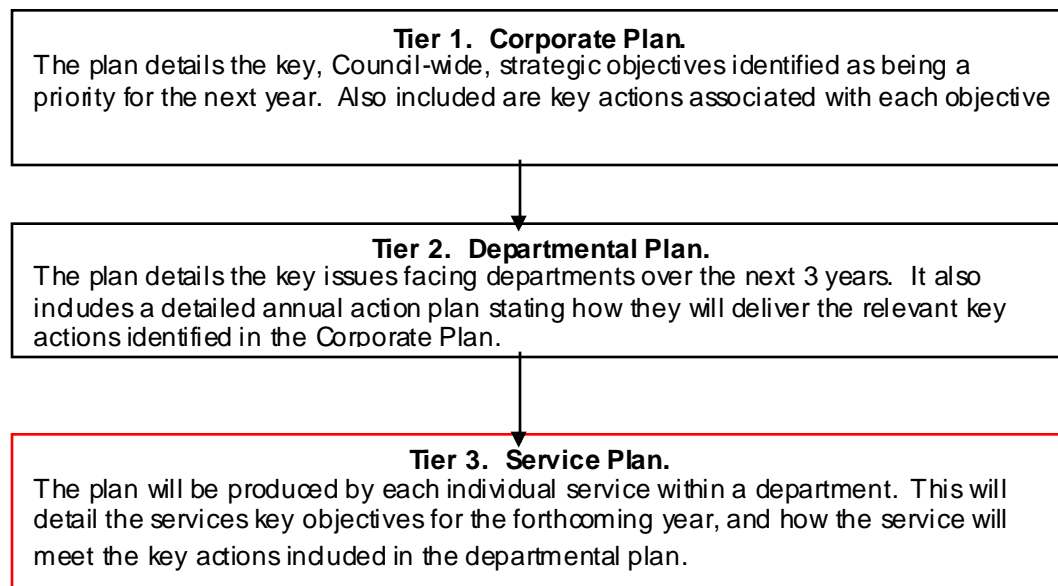 Tier 1. Corporate Plan.
The plan details the key, Council-wide, strategic objectives identified as being a
priority for the next year. Also included are key actions associated with each objective
Tier 2. Departmental Plan.
The plan details the key issues facing departments over the next 3 years. It also
includes a detailed annual action plan stating how they will deliver the relevant key
actions identified in the Corporate Plan.
Tier 3. Service Plan.
The plan will be produced by each individual service within a department. This will
detail the services key objectives for the forthcoming year, and how the service will
meet the key actions included in the departmental plan.